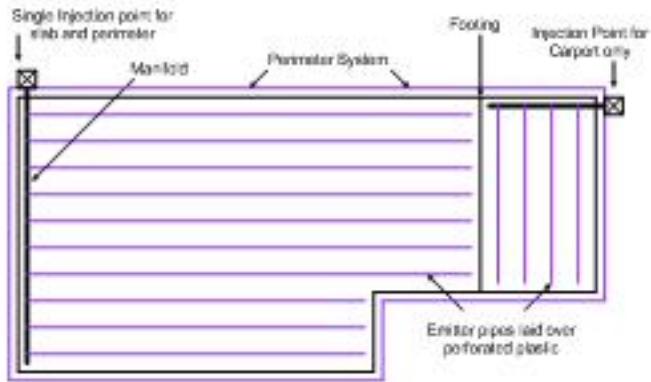 Single Injection point for
slab and perimeter
Manifold
Perimeter System
Footing
Injection Point for
Carport only
Emitter pipes laid over
perforated plastic